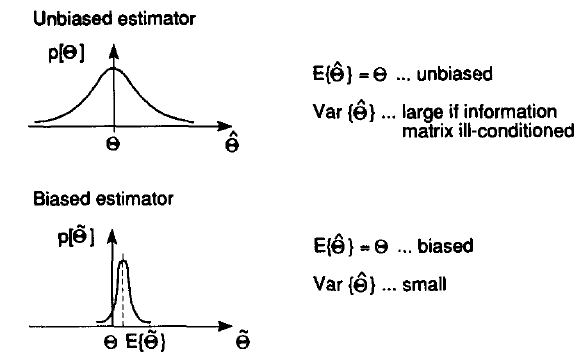 Unbiased estimator
p[Θ]
Θ
Θ̂
E{Θ̂} = Θ ... unbiased
Var {Θ̂} ... large if information
matrix ill-conditioned
Biased estimator
p[Θ̃]
Θ E{Θ̃}
Θ̃
E{Θ̂} = Θ ... biased
Var {Θ̂} ... small